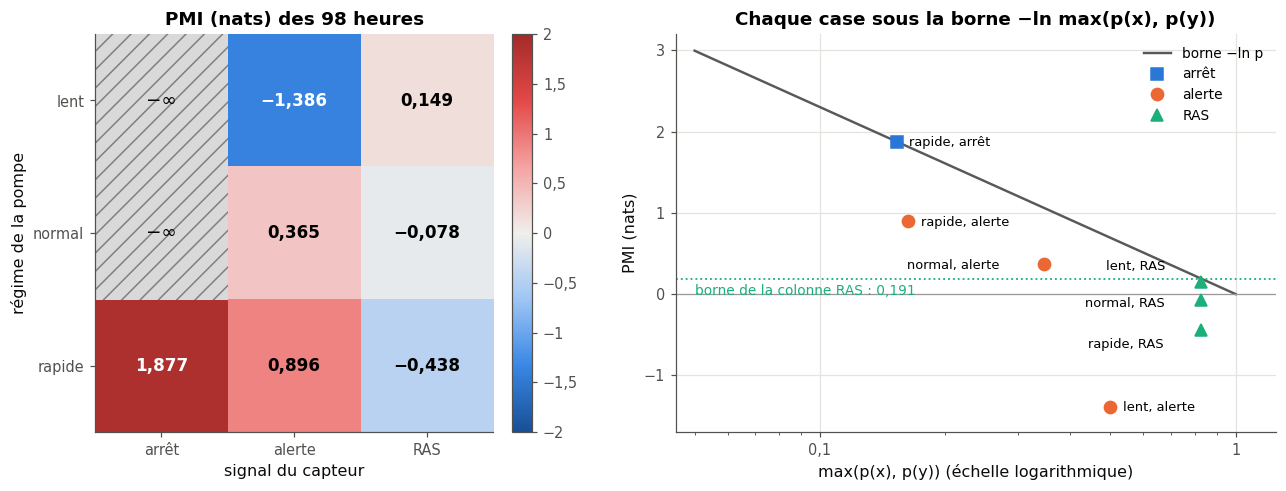 PMI (nats) des 98 heures
régime de la pompe
lent
normal
rapide
−∞
−1,386
0,149
−∞
0,365
−0,078
1,877
0,896
−0,438
arrêt
alerte
RAS
signal du capteur
2
1,5
1
0,5
0
−0,5
−1
−1,5
−2
Chaque case sous la borne −ln max(p(x), p(y))
PMI (nats)
3
2
1
0
−1
borne −ln p
arrêt
alerte
RAS
rapide, arrêt
rapide, alerte
normal, alerte
lent, RAS
borne de la colonne RAS : 0,191
normal, RAS
rapide, RAS
lent, alerte
0,1
1
max(p(x), p(y)) (échelle logarithmique)